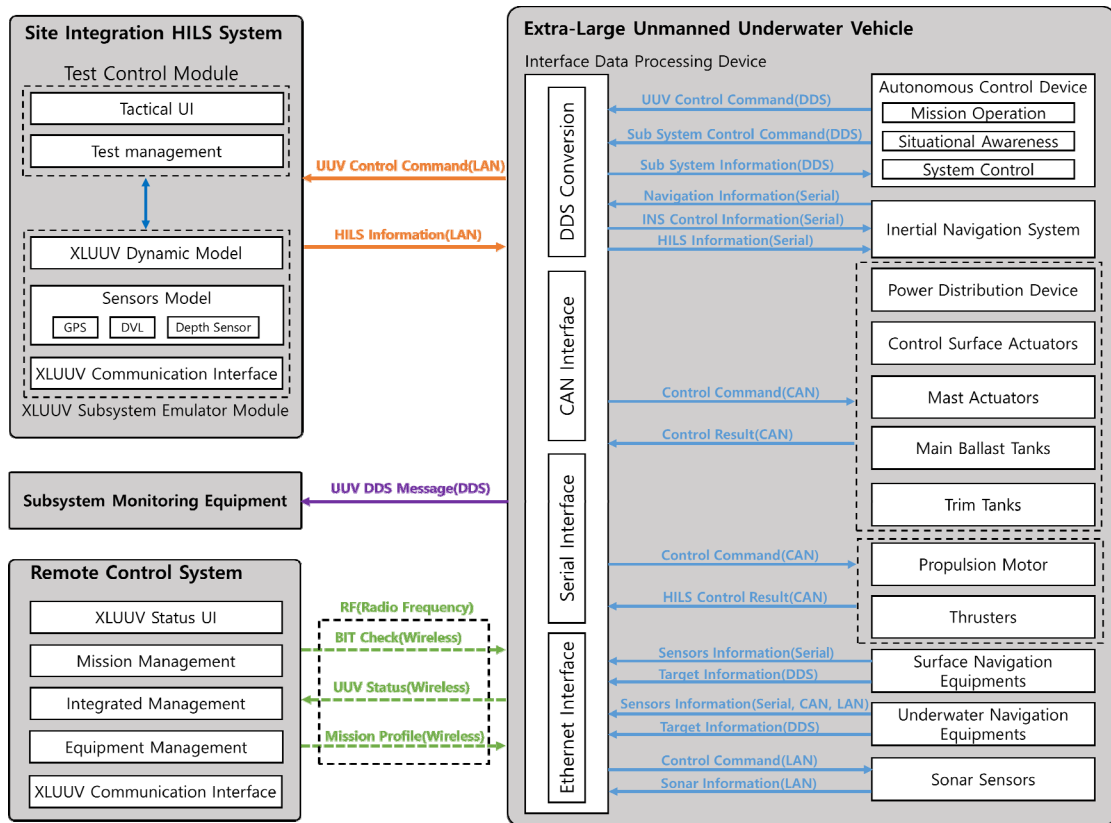 Site Integration HILS System
Test Control Module
Tactical UI
Test management
XLUUV Dynamic Model
Sensors Model
GPS
DVL
Depth Sensor
XLUUV Communication Interface
XLUUV Subsystem Emulator Module
UUV Control Command(LAN)
HILS Information(LAN)
Subsystem Monitoring Equipment
UUV DDS Message(DDS)
Remote Control System
XLUUV Status UI
Mission Management
Integrated Management
Equipment Management
XLUUV Communication Interface
RF(Radio Frequency)
BIT Check(Wireless)
UUV Status(Wireless)
Mission Profile(Wireless)
Extra-Large Unmanned Underwater Vehicle
Interface Data Processing Device
DDS Conversion
CAN Interface
Serial Interface
Ethernet Interface
UUV Control Command(DDS)
Sub System Control Command(DDS)
Sub System Information(DDS)
Navigation Information(Serial)
INS Control Information(Serial)
HILS Information(Serial)
Control Command(CAN)
Control Result(CAN)
Control Command(CAN)
HILS Control Result(CAN)
Sensors Information(Serial)
Target Information(DDS)
Sensors Information(Serial, CAN, LAN)
Target Information(DDS)
Control Command(LAN)
Sonar Information(LAN)
Autonomous Control Device
Mission Operation
Situational Awareness
System Control
Inertial Navigation System
Power Distribution Device
Control Surface Actuators
Mast Actuators
Main Ballast Tanks
Trim Tanks
Propulsion Motor
Thrusters
Surface Navigation
Equipments
Underwater Navigation
Equipments
Sonar Sensors